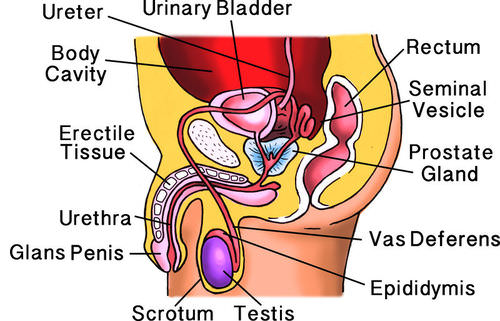 Ureter
Urinary Bladder
Body
Cavity
Rectum
Seminal
Vesicle
Erectile
Tissue
Prostate
Gland
Urethra
Glans Penis
Vas Deferens
Epididymis
Scrotum
Testis